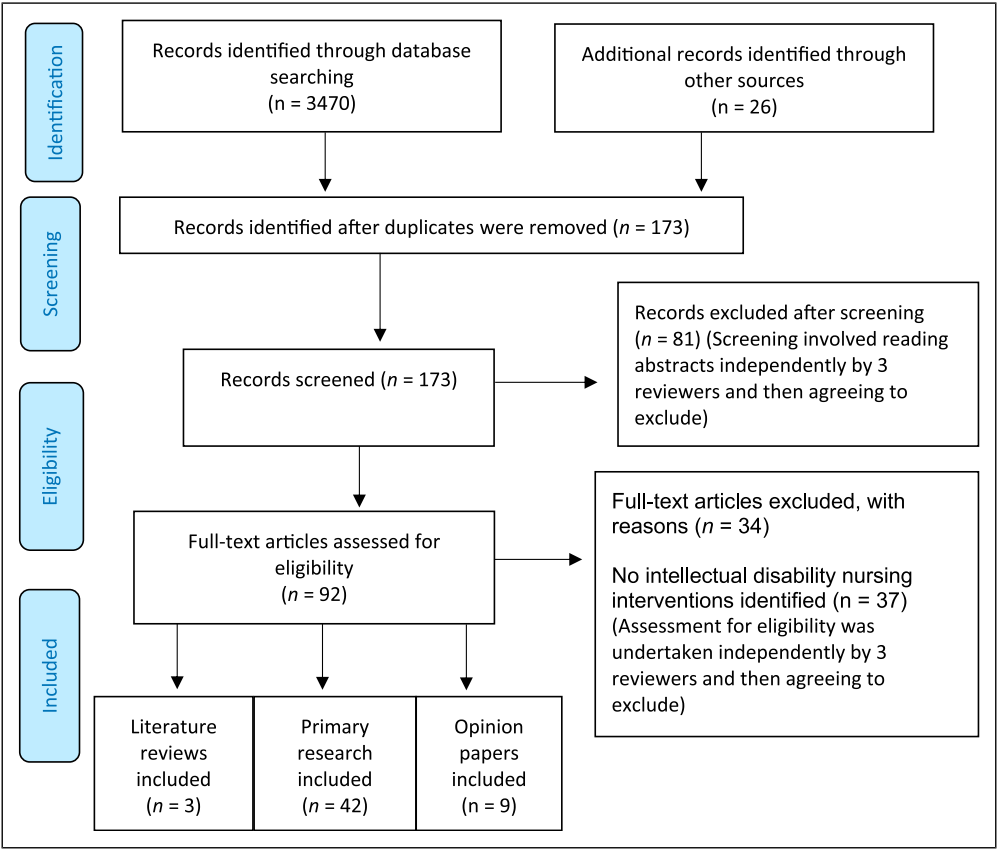 Identification
Records identified through database
searching
(n = 3470)
Additional records identified through
other sources
(n = 26)
Screening
Records identified after duplicates were removed (n = 173)
Records screened (n = 173)
Records excluded after screening
(n = 81) (Screening involved reading
abstracts independently by 3
reviewers and then agreeing to
exclude)
Eligibility
Full-text articles assessed for
eligibility
(n = 92)
Full-text articles excluded, with
reasons (n = 34)
No intellectual disability nursing
interventions identified (n = 37)
(Assessment for eligibility was
undertaken independently by 3
reviewers and then agreeing to
exclude)
Included
Literature
reviews
included
(n = 3)
Primary
research
included
(n = 42)
Opinion
papers
included
(n = 9)